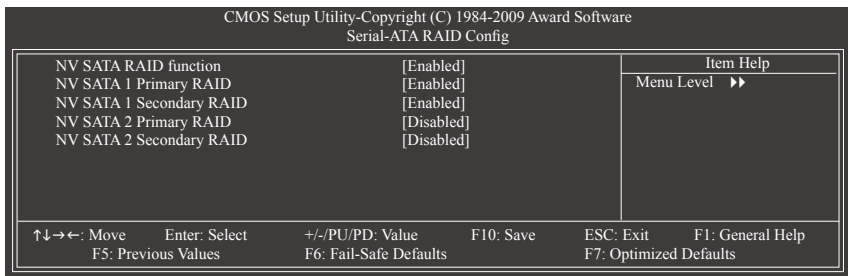 CMOS Setup Utility-Copyright (C) 1984-2009 Award Software
Serial-ATA RAID Config
NV SATA RAID function [Enabled]
NV SATA 1 Primary RAID [Enabled]
NV SATA 1 Secondary RAID [Enabled]
NV SATA 2 Primary RAID [Disabled]
NV SATA 2 Secondary RAID [Disabled]
Item Help
Menu Level ▸▸
↑↓→←: Move Enter: Select +/-/PU/PD: Value F10: Save ESC: Exit F1: General Help
F5: Previous Values F6: Fail-Safe Defaults F7: Optimized Defaults